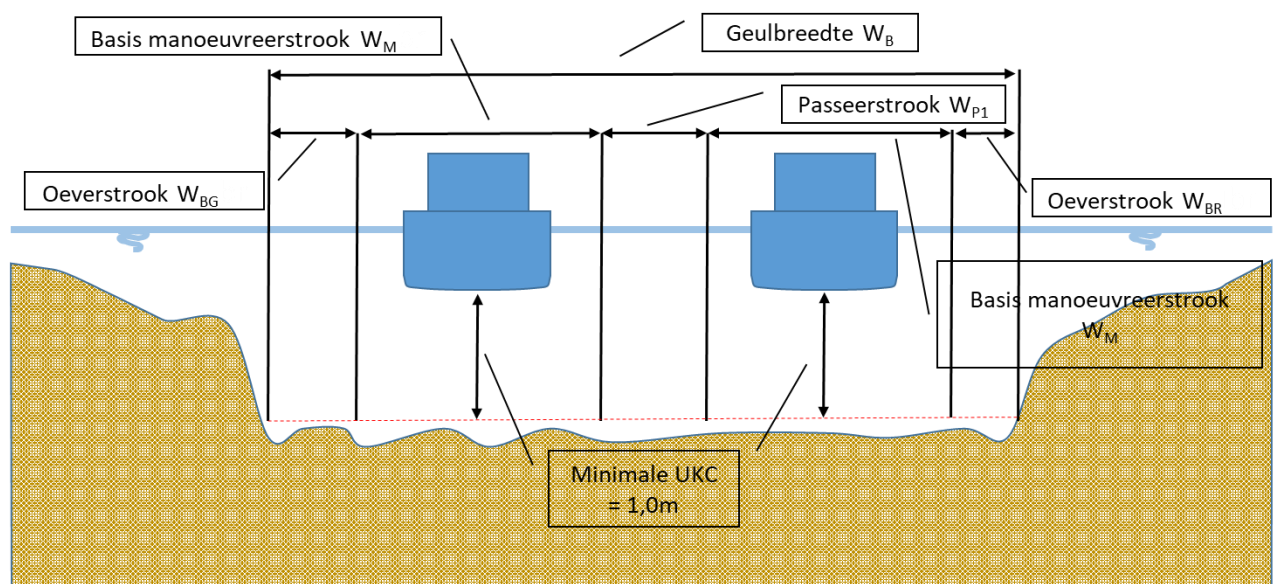 Basis manoeuvreerstrook W_M
Geulbreedte W_B
Passeerstrook W_P1
Oeverstrook W_BG
Oeverstrook W_BR
Basis manoeuvreerstrook
W_M
Minimale UKC
= 1,0m